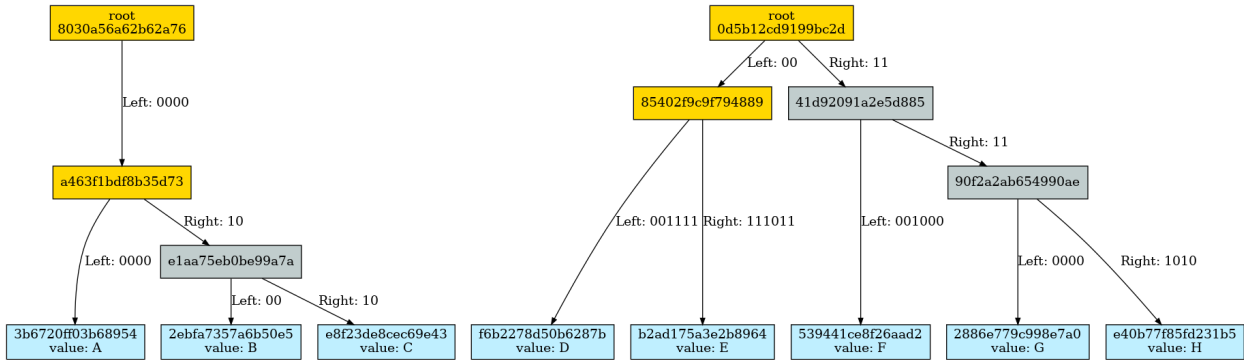 root
8030a56a62b62a76
root
0d5b12cd9199bc2d
Left: 00
Right: 11
Left: 0000
85402f9c9f794889
41d92091a2e5d885
Right: 11
a463f1bdf8b35d73
90f2a2ab654990ae
Right: 10
Left: 001111
Right: 111011
Left: 001000
Left: 0000
e1aa75eb0be99a7a
Left: 0000
Right: 1010
Left: 00
Right: 10
3b6720ff03b68954
value: A
2ebfa7357a6b50e5
value: B
e8f23de8cec69e43
value: C
f6b2278d50b6287b
value: D
b2ad175a3e2b8964
value: E
539441ce8f26aad2
value: F
2886e779c998e7a0
value: G
e40b77f85fd231b5
value: H